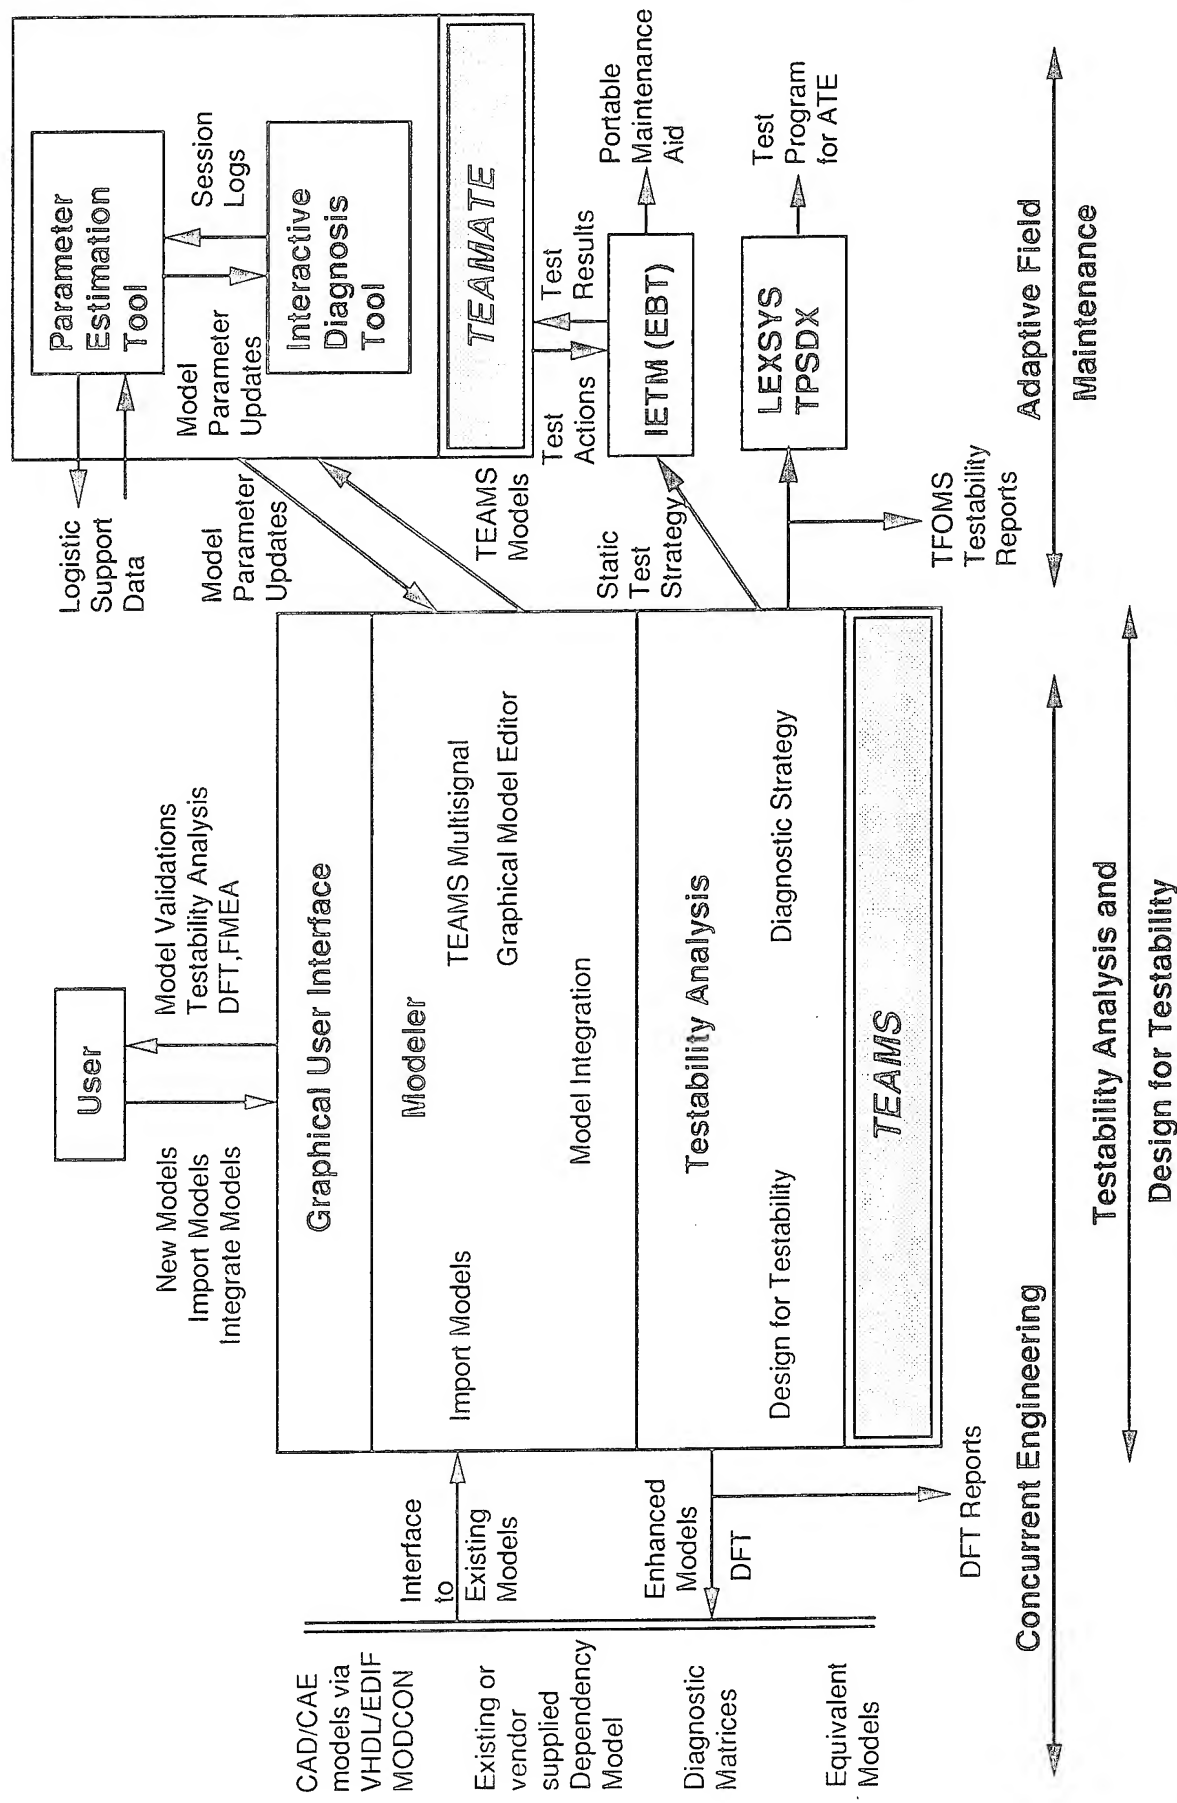 CAD/CAE
models via
VHDL/EDIF
MODCON
Existing or
vendor
supplied
Dependency
Model
Diagnostic
Matrices
Equivalent
Models
Interface
to
Existing
Models
Enhanced
Models
DFT
DFT Reports
New Models
Import Models
Integrate Models
User
Model Validations
Testability Analysis
DFT,FMEA
Graphical User Interface
Modeler
Import Models
TEAMS Multisignal
Graphical Model Editor
Model Integration
Testability Analysis
Design for Testability
Diagnostic Strategy
TEAMS
Logistic
Support
Data
Model
Parameter
Updates
TEAMS
Models
Static
Test
Strategy
TFOMS
Testability
Reports
Parameter
Estimation
Tool
Model
Parameter
Updates
Session
Logs
Interactive
Diagnosis
Tool
TEAMATE
Test
Actions
Test
Results
IETM (EBT)
Portable
Maintenance
Aid
LEXSYS
TPSDX
Test
Program
for ATE
Concurrent Engineering
Adaptive Field
Maintenance
Testability Analysis and
Design for Testability